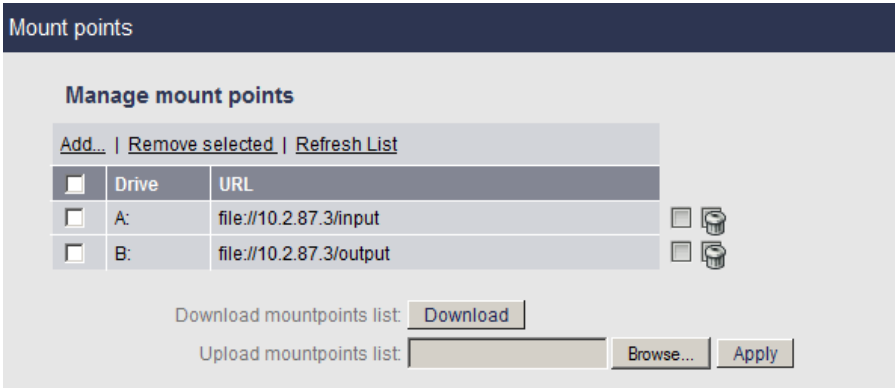 Mount points
Manage mount points
Add... | Remove selected | Refresh List
Drive URL
A: file://10.2.87.3/input
B: file://10.2.87.3/output
Download mountpoints list: Download
Upload mountpoints list: Browse... Apply